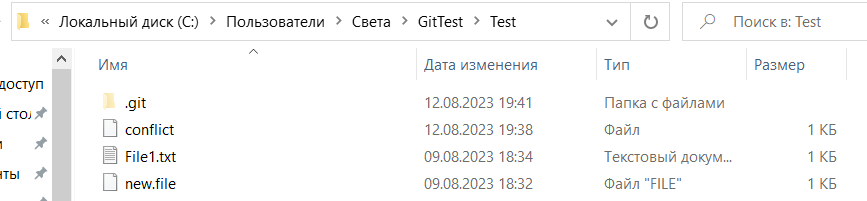 « Локальный диск (C:) › Пользователи › Света › GitTest › Test
Поиск в: Test
Имя Дата изменения Тип Размер
доступ
й стол
и
нты
.git 12.08.2023 19:41 Папка с файлами
conflict 12.08.2023 19:38 Файл 1 КБ
File1.txt 09.08.2023 18:34 Текстовый докум... 1 КБ
new.file 09.08.2023 18:32 Файл "FILE" 1 КБ